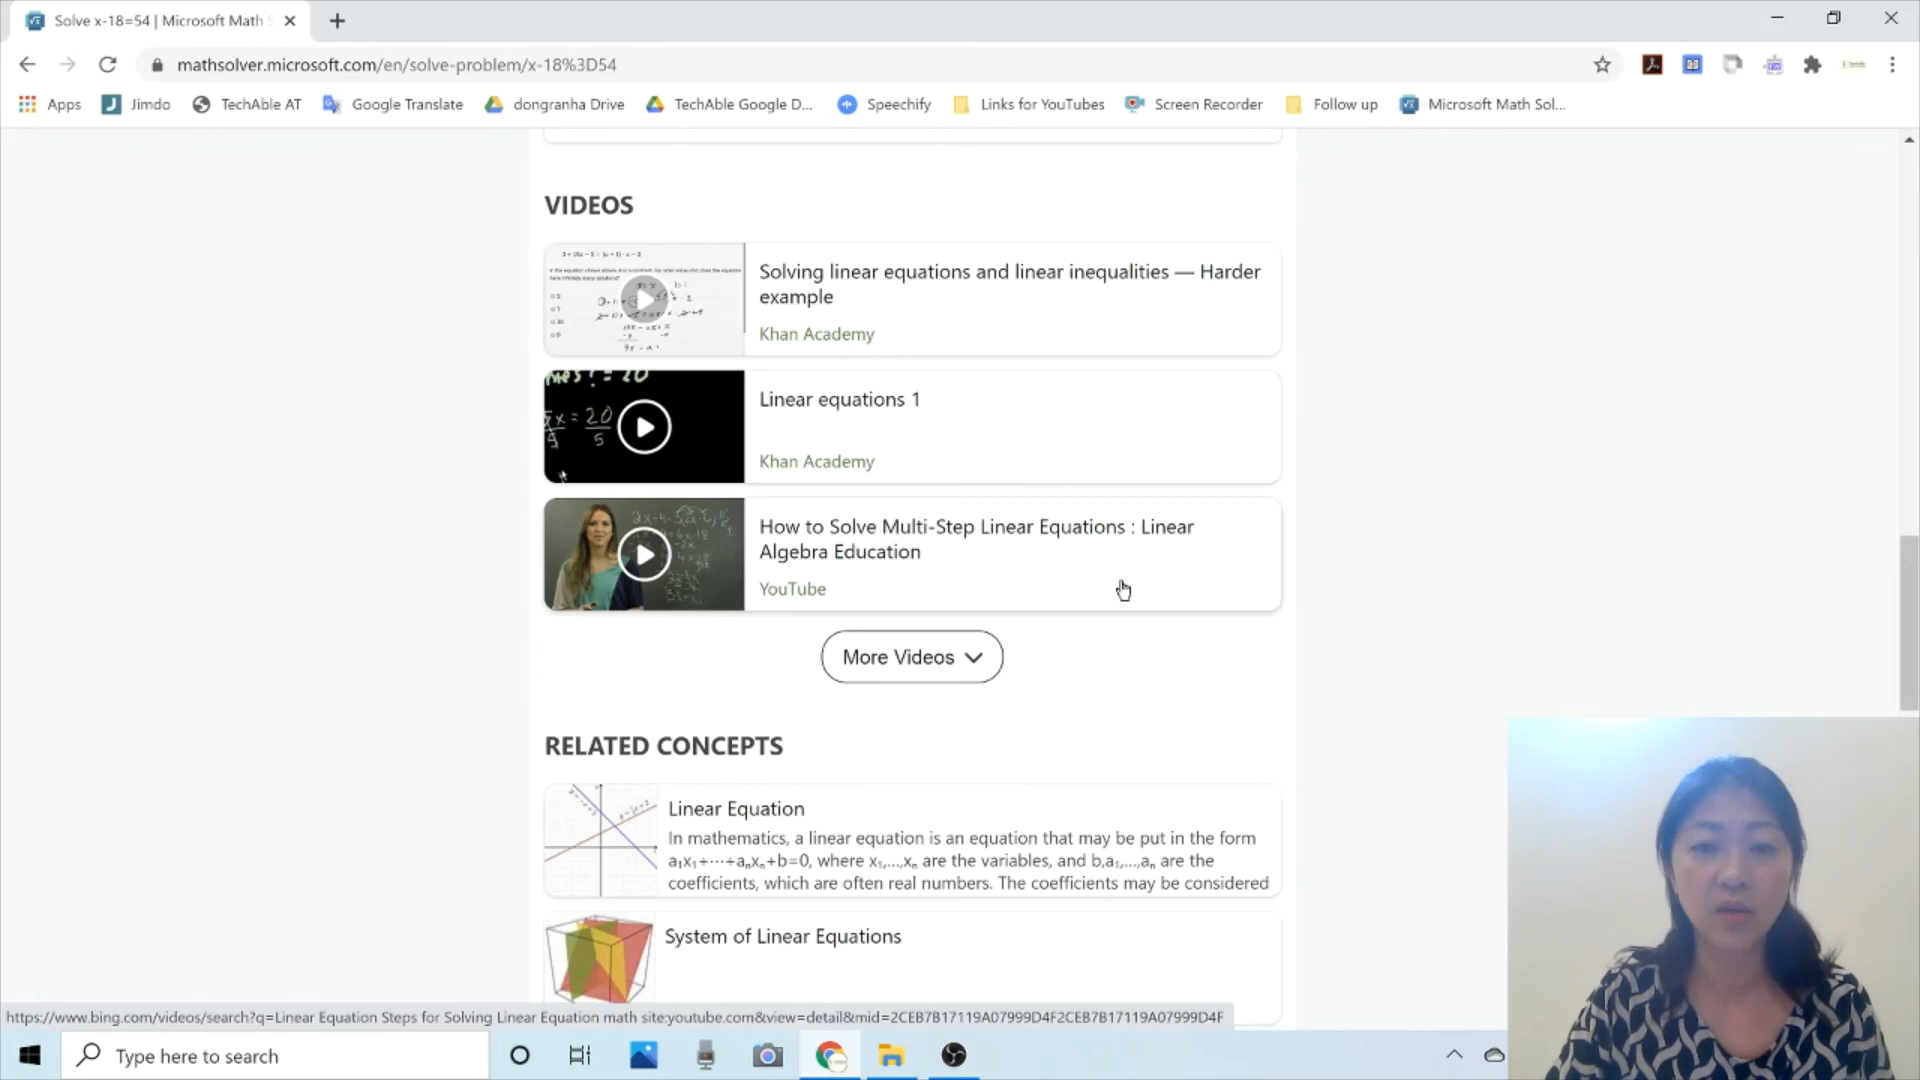 Solve x-18=54 | Microsoft Math S
mathsolver.microsoft.com/en/solve-problem/x-18%3D54
Apps Jimdo TechAble AT Google Translate dongranha Drive TechAble Google D... Speechify Links for YouTubes Screen Recorder Follow up Microsoft Math Sol...
VIDEOS
Solving linear equations and linear inequalities — Harder
example
Khan Academy
Linear equations 1
Khan Academy
How to Solve Multi-Step Linear Equations : Linear
Algebra Education
YouTube
More Videos
RELATED CONCEPTS
Linear Equation
In mathematics, a linear equation is an equation that may be put in the form
a₁x₁+⋯+aₙxₙ+b=0, where x₁,...,xₙ are the variables, and b,a₁,...,aₙ are the
coefficients, which are often real numbers. The coefficients may be considered
System of Linear Equations
https://www.bing.com/videos/search?q=Linear Equation Steps for Solving Linear Equation math site:youtube.com&view=detail&mid=2CEB7B17119A07999D4F2CEB7B17119A07999D4F
Type here to search